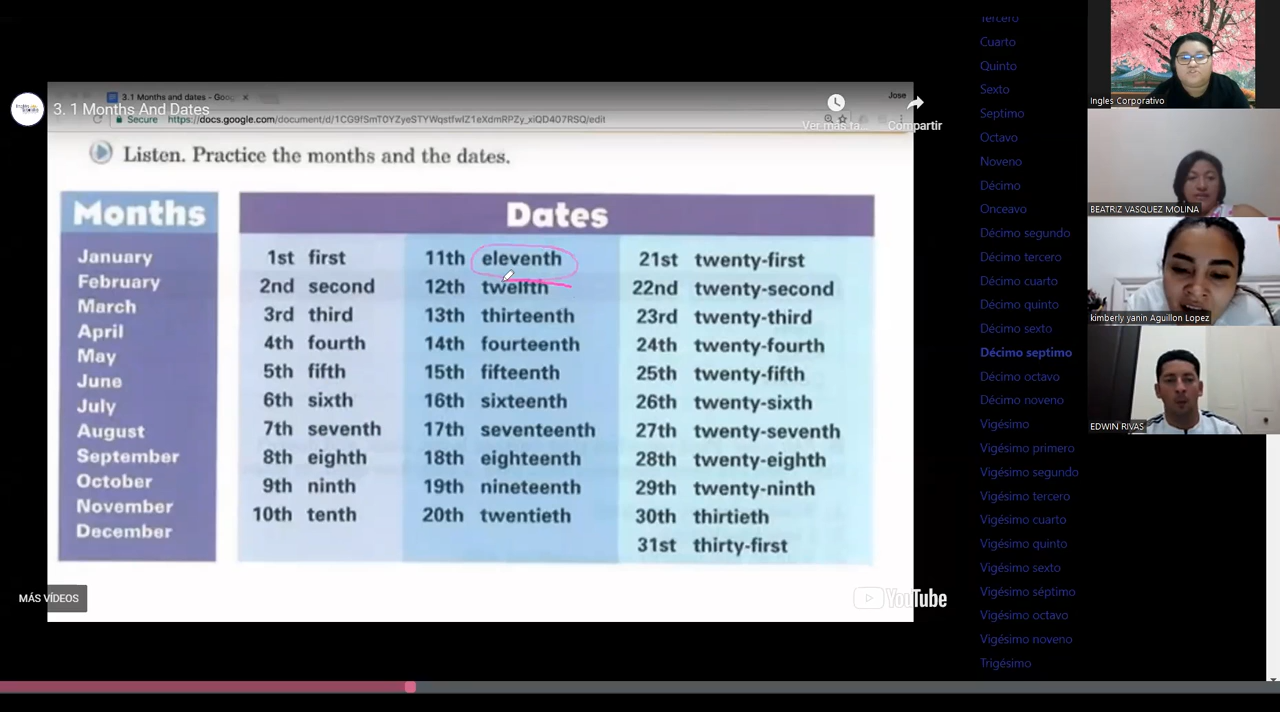 3.1 Months and dates - Goo
Jose
3. 1 Months And Dates
Secure https://docs.google.com/document/d/1CG9fSmT0YZyeSTYWqstfwIZ1eXdmRPZy_xiQD407RSQ/edit
Ver más ta...
Compartir
Listen. Practice the months and the dates.
Months
January
February
March
April
May
June
July
August
September
October
November
December
Dates
1st first
2nd second
3rd third
4th fourth
5th fifth
6th sixth
7th seventh
8th eighth
9th ninth
10th tenth
11th eleventh
12th twelfth
13th thirteenth
14th fourteenth
15th fifteenth
16th sixteenth
17th seventeenth
18th eighteenth
19th nineteenth
20th twentieth
21st twenty-first
22nd twenty-second
23rd twenty-third
24th twenty-fourth
25th twenty-fifth
26th twenty-sixth
27th twenty-seventh
28th twenty-eighth
29th twenty-ninth
30th thirtieth
31st thirty-first
MÁS VÍDEOS
YouTube
Tercero
Cuarto
Quinto
Sexto
Septimo
Octavo
Noveno
Décimo
Onceavo
Décimo segundo
Décimo tercero
Décimo cuarto
Décimo quinto
Décimo sexto
Décimo septimo
Décimo octavo
Décimo noveno
Vigésimo
Vigésimo primero
Vigésimo segundo
Vigésimo tercero
Vigésimo cuarto
Vigésimo quinto
Vigésimo sexto
Vigésimo séptimo
Vigésimo octavo
Vigésimo noveno
Trigésimo
Ingles Corporativo
BEATRIZ VASQUEZ MOLINA
kimberly yanin Aguillon Lopez
EDWIN RIVAS